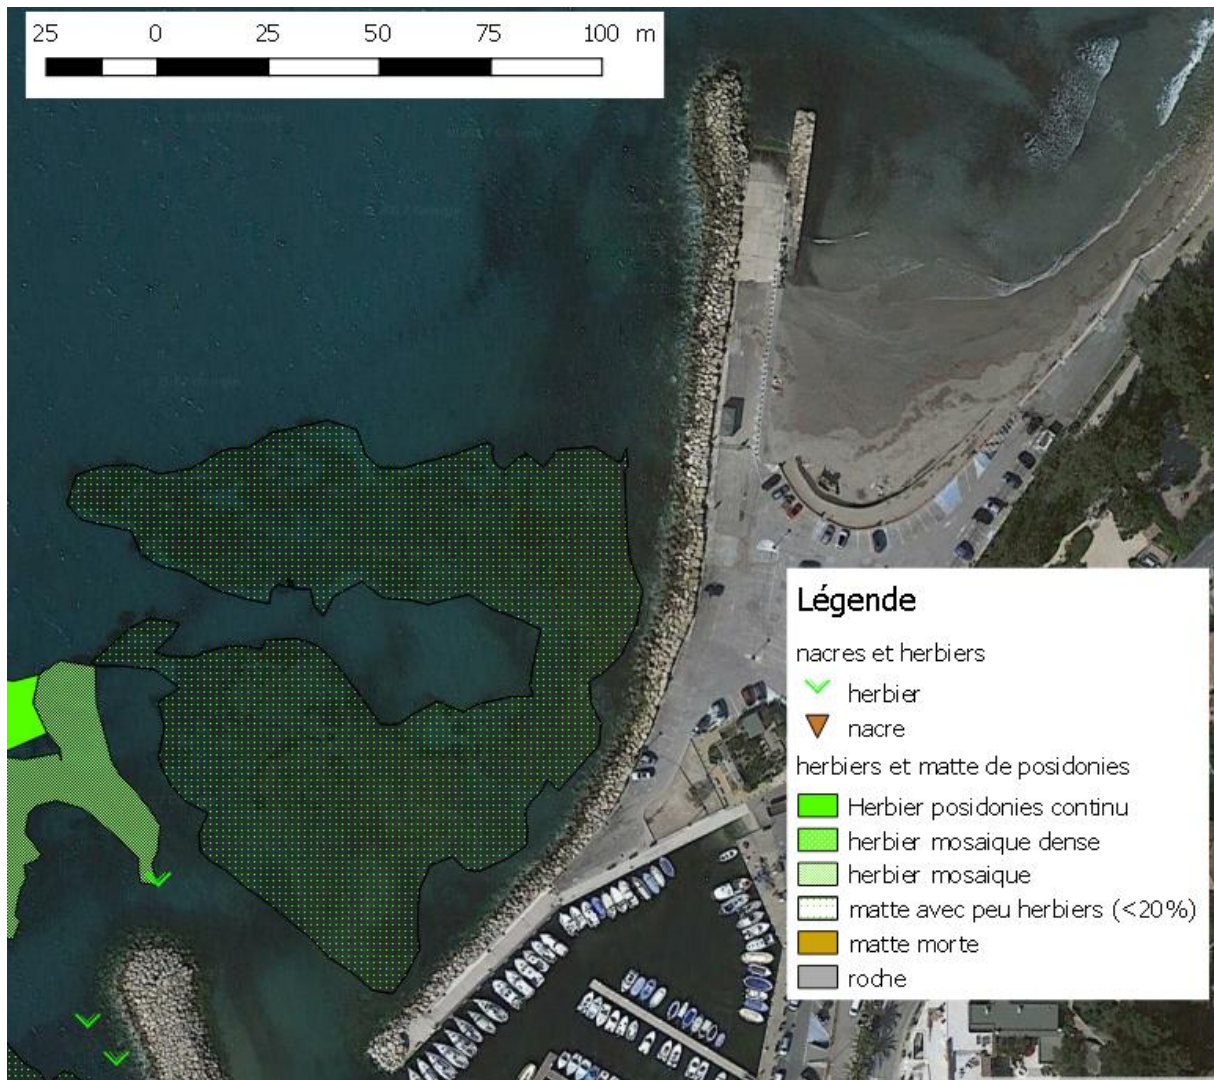 25 0 25 50 75 100 m
Légende
nacres et herbiers
herbier
nacre
herbiers et matte de posidonies
Herbier posidonies continu
herbier mosaique dense
herbier mosaique
matte avec peu herbiers (<20%)
matte morte
roche